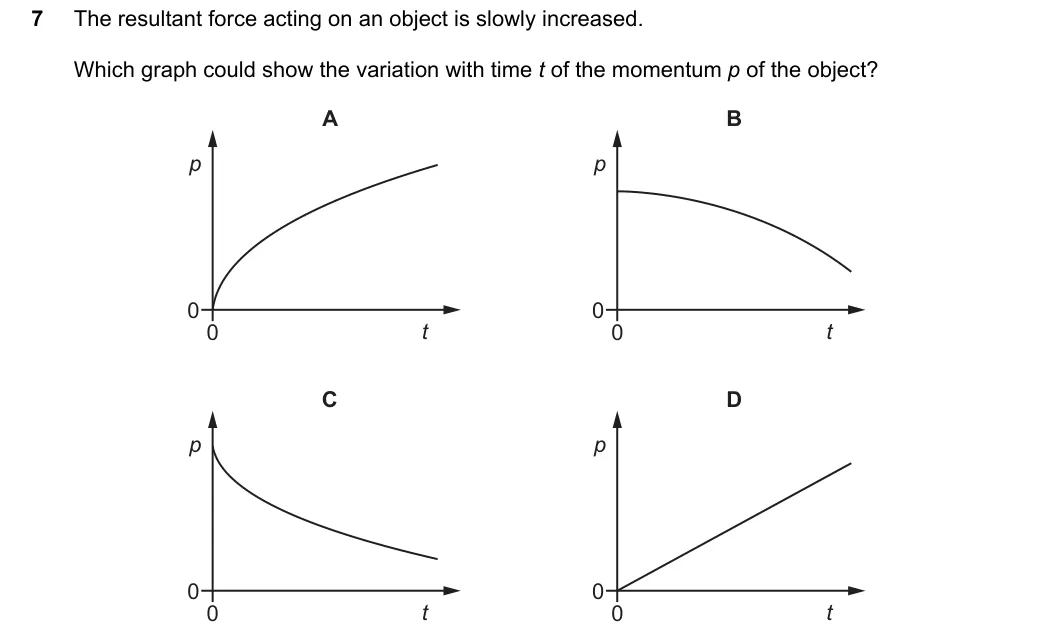 7 The resultant force acting on an object is slowly increased.
Which graph could show the variation with time t of the momentum p of the object?
A
p
0
0
t
B
p
0
0
t
C
p
0
0
t
D
p
0
0
t